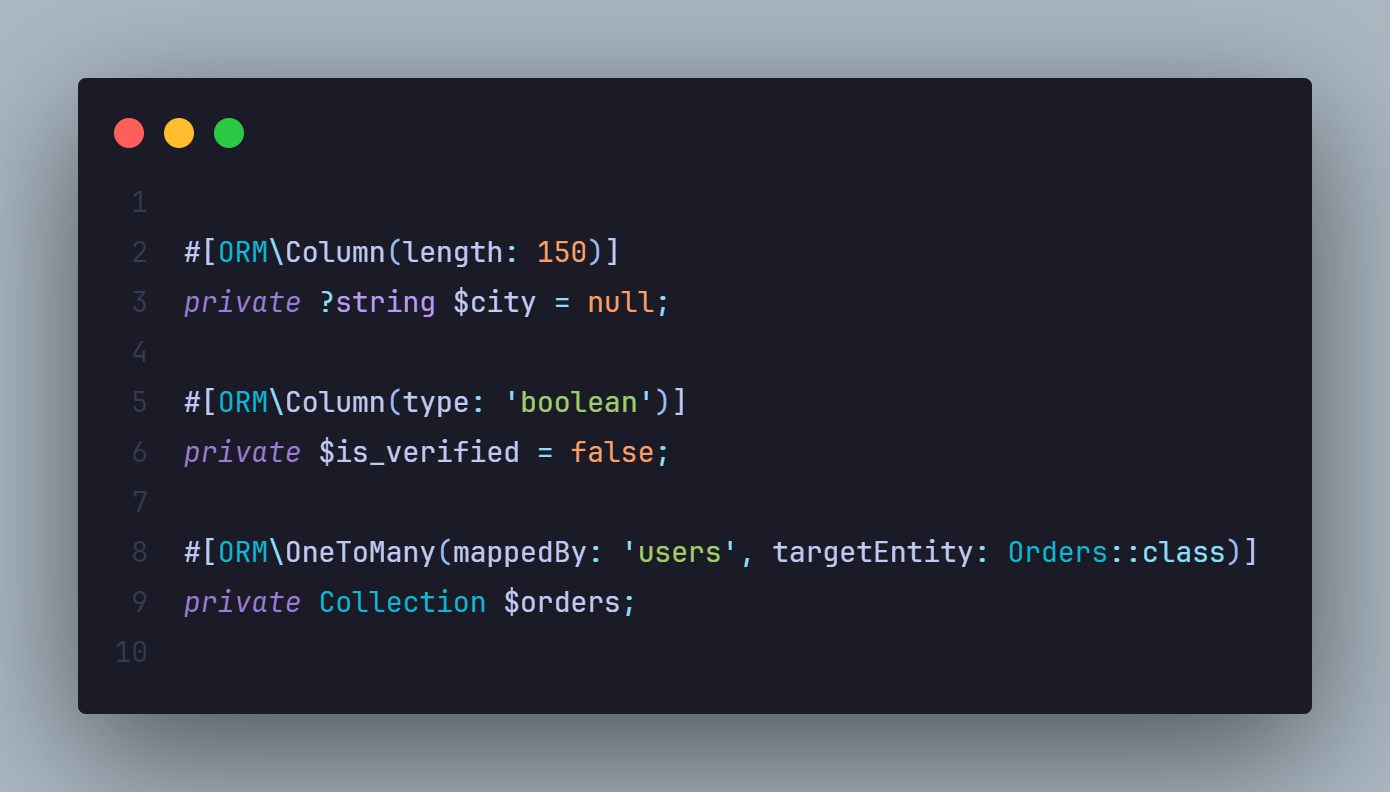 1
2 #[ORM\Column(length: 150)]
3 private ?string $city = null;
4
5 #[ORM\Column(type: 'boolean')]
6 private $is_verified = false;
7
8 #[ORM\OneToMany(mappedBy: 'users', targetEntity: Orders::class)]
9 private Collection $orders;
10